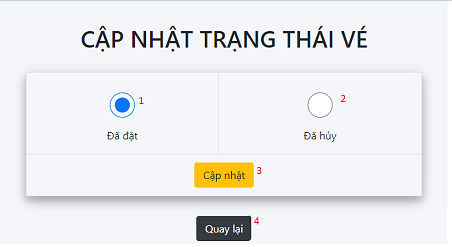 CẬP NHẬT TRẠNG THÁI VÉ
1
2
Đã đặt
Đã hủy
Cập nhật
3
Quay lại
4